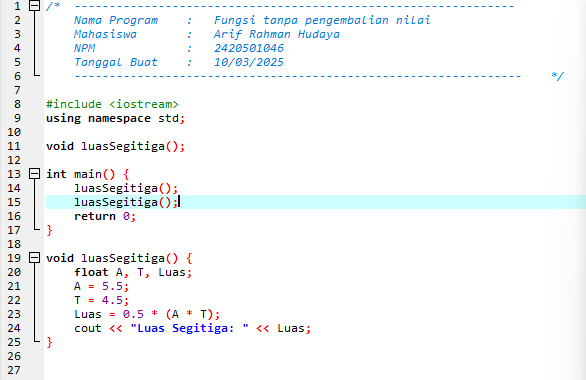 1 /* ---------------------------------------------------------------
2 Nama Program : Fungsi tanpa pengembalian nilai
3 Mahasiswa : Arif Rahman Hudaya
4 NPM : 2420501046
5 Tanggal Buat : 10/03/2025
6 ---------------------------------------------------------------- */
7
8 #include <iostream>
9 using namespace std;
10
11 void luasSegitiga();
12
13 int main() {
14 luasSegitiga();
15 luasSegitiga();
16 return 0;
17 }
18
19 void luasSegitiga() {
20 float A, T, Luas;
21 A = 5.5;
22 T = 4.5;
23 Luas = 0.5 * (A * T);
24 cout << "Luas Segitiga: " << Luas;
25 }
26
27